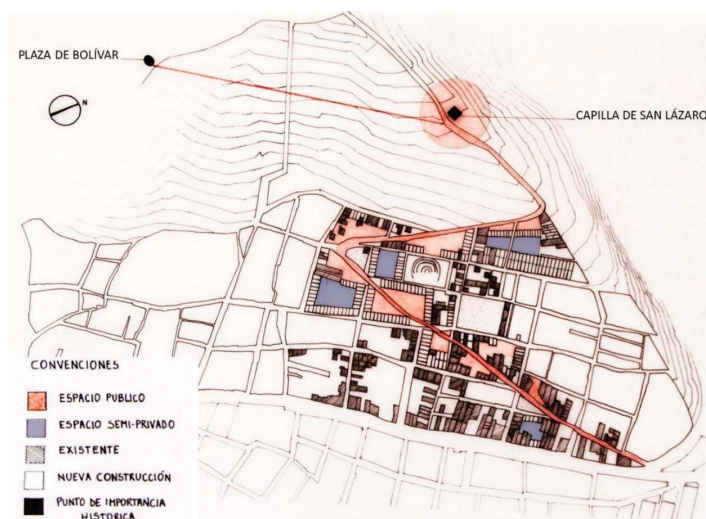 PLAZA DE BOLÍVAR
N
CAPILLA DE SAN LÁZARO
CONVENCIONES
ESPACIO PUBLICO
ESPACIO SEMI-PRIVADO
EXISTENTE
NUEVA CONSTRUCCIÓN
PUNTO DE IMPORTANCIA
HISTÓRICA